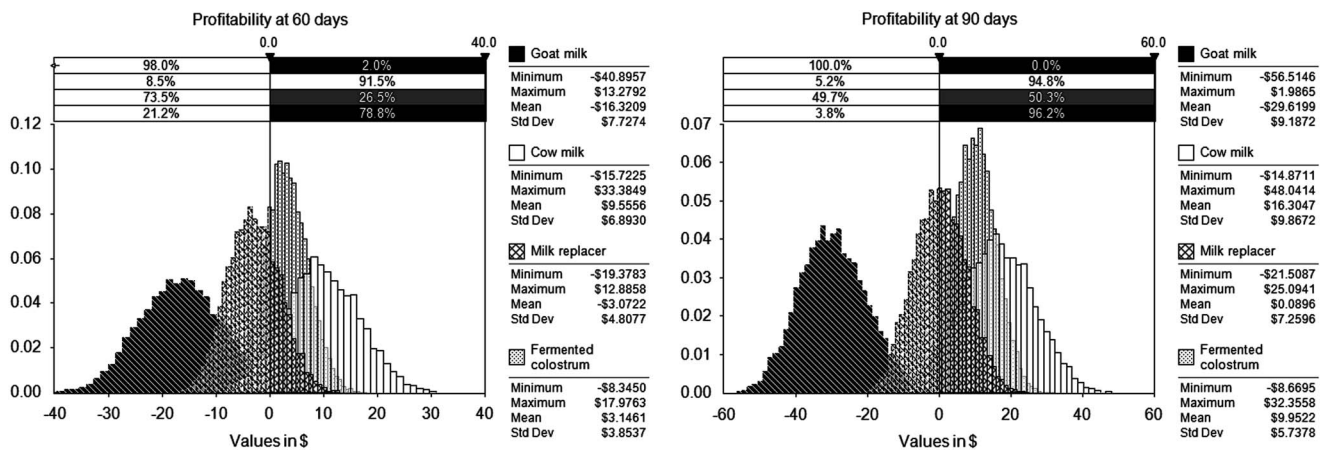 Profitability at 60 days
0.0 40.0
98.0% 2.0%
8.5% 91.5%
73.5% 26.5%
21.2% 78.8%
0.12
0.10
0.08
0.06
0.04
0.02
0.00
-40 -30 -20 -10 0 10 20 30 40
Values in $
Goat milk
Minimum -$40.8957
Maximum $13.2792
Mean -$16.3209
Std Dev $7.7274
Cow milk
Minimum -$15.7225
Maximum $33.3849
Mean $9.5556
Std Dev $6.8930
Milk replacer
Minimum -$19.3783
Maximum $12.8858
Mean -$3.0722
Std Dev $4.8077
Fermented
colostrum
Minimum -$8.3450
Maximum $17.9763
Mean $3.1461
Std Dev $3.8537
Profitability at 90 days
0.0 60.0
100.0% 0.0%
5.2% 94.8%
49.7% 50.3%
3.8% 96.2%
0.07
0.06
0.05
0.04
0.03
0.02
0.01
0.00
-60 -40 -20 0 20 40 60
Values in $
Goat milk
Minimum -$56.5146
Maximum $1.9865
Mean -$29.6199
Std Dev $9.1872
Cow milk
Minimum -$14.8711
Maximum $48.0414
Mean $16.3047
Std Dev $9.8672
Milk replacer
Minimum -$21.5087
Maximum $25.0941
Mean $0.0896
Std Dev $7.2596
Fermented
colostrum
Minimum -$8.6695
Maximum $32.3558
Mean $9.9522
Std Dev $5.7378